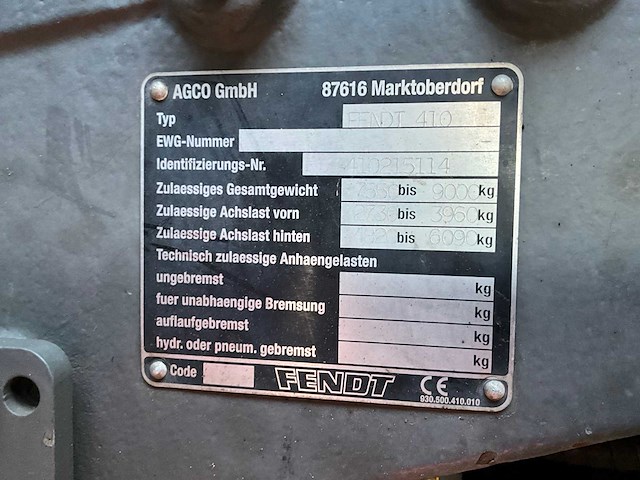 AGCO GmbH 87616 Marktoberdorf
Typ FENDT 410
EWG-Nummer
Identifizierungs-Nr.
Zulaessiges Gesamtgewicht bis 9000 kg
Zulaessige Achslast vorn bis 3960 kg
Zulaessige Achslast hinten bis 6090 kg
Technisch zulaessige Anhaengelasten
ungebremst kg
fuer unabhaengige Bremsung kg
auflaufgebremst kg
hydr. oder pneum. gebremst kg
Code FENDT CE
930.500.410.010